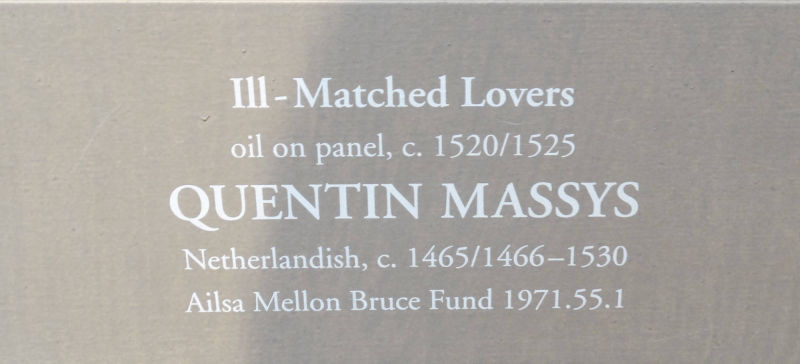 Ill-Matched Lovers
oil on panel, c. 1520/1525
QUENTIN MASSYS
Netherlandish, c. 1465/1466–1530
Ailsa Mellon Bruce Fund 1971.55.1